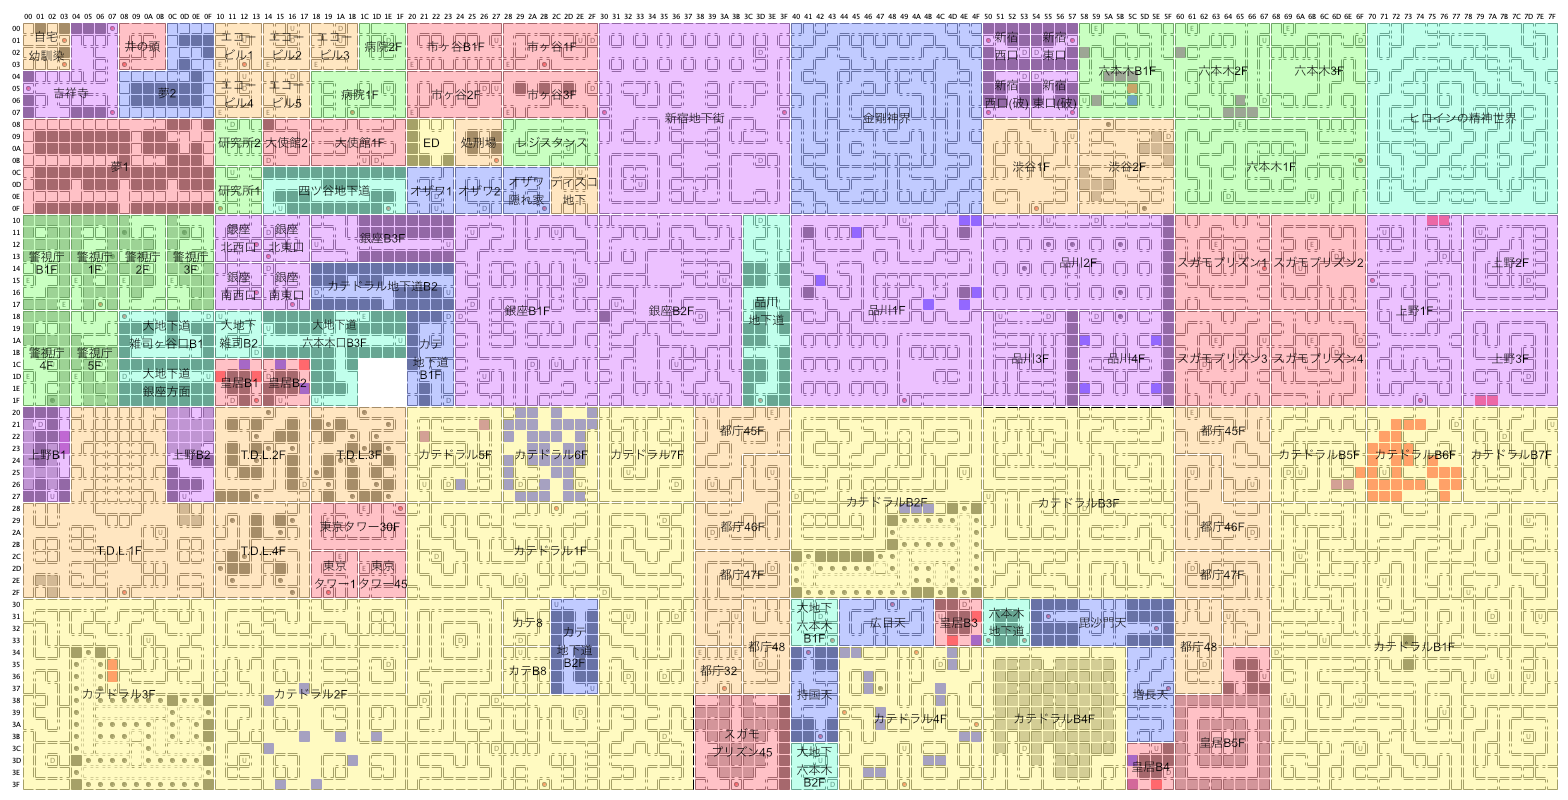 00 01 02 03 04 05 06 07 08 09 0A 0B 0C 0D 0E 0F 10 11 12 13 14 15 16 17 18 19 1A 1B 1C 1D 1E 1F 20 21 22 23 24 25 26 27 28 29 2A 2B 2C 2D 2E 2F 30 31 32 33 34 35 36 37 38 39 3A 3B 3C 3D 3E 3F 40 41 42 43 44 45 46 47 48 49 4A 4B 4C 4D 4E 4F 50 51 52 53 54 55 56 57 58 59 5A 5B 5C 5D 5E 5F 60 61 62 63 64 65 66 67 68 69 6A 6B 6C 6D 6E 6F 70 71 72 73 74 75 76 77 78 79 7A 7B 7C 7D 7E 7F
00
01
02
03
04
05
06
07
08
09
0A
0B
0C
0D
0E
0F
10
11
12
13
14
15
16
17
18
19
1A
1B
1C
1D
1E
1F
20
21
22
23
24
25
26
27
28
29
2A
2B
2C
2D
2E
2F
30
31
32
33
34
35
36
37
38
39
3A
3B
3C
3D
3E
3F
自宅
幼馴染
吉祥寺
井の頭
夢2
エコー
ビル1
エコー
ビル2
エコー
ビル3
病院2F
エコー
ビル4
エコー
ビル5
病院1F
市ヶ谷B1F
市ヶ谷1F
市ヶ谷2F
市ヶ谷3F
新宿地下街
金剛神界
新宿
西口
新宿
東口
新宿
西口(破)
新宿
東口(破)
六本木B1F
六本木2F
六本木3F
ヒロインの精神世界
夢1
研究所2
大使館2
大使館1F
ED
処刑場
レジスタンス
研究所1
四ツ谷地下道
オザワ1
オザワ2
オザワ
隠れ家
ディスコ
地下
渋谷1F
渋谷2F
六本木1F
警視庁
B1F
警視庁
1F
警視庁
2F
警視庁
3F
銀座
北西口
銀座
北東口
銀座B3F
銀座
南西口
銀座
南東口
カテドラル地下道B2
銀座B1F
銀座B2F
品川
地下道
品川1F
品川2F
スガモプリズン1
スガモプリズン2
上野1F
上野2F
警視庁
4F
警視庁
5F
大地下道
雑司ヶ谷口B1
大地下
雑司B2
大地下道
六本木口B3F
カテ
地下道
B1F
大地下道
銀座方面
皇居B1
皇居B2
品川3F
品川4F
スガモプリズン3
スガモプリズン4
上野3F
上野B1
上野B2
T.D.L.2F
T.D.L.3F
カテドラル5F
カテドラル6F
カテドラル7F
都庁45F
カテドラルB2F
カテドラルB3F
都庁45F
カテドラルB5F
カテドラルB6F
カテドラルB7F
T.D.L.1F
T.D.L.4F
東京タワー30F
東京
タワー1
東京
タワー45
カテドラル1F
都庁46F
都庁47F
都庁46F
都庁47F
カテドラル3F
カテドラル2F
カテ8
カテB8
カテ
地下道
B2F
都庁32
都庁48
大地下
六本木
B1F
広目天
皇居B3
六本木
地下道
毘沙門天
都庁48
カテドラルB1F
スガモ
プリズン45
持国天
カテドラル4F
カテドラルB4F
増長天
皇居B5F
大地下
六本木
B2F
皇居B4